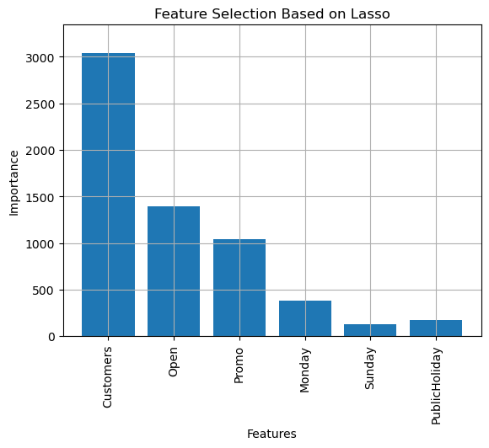 Feature Selection Based on Lasso
Importance
3000
2500
2000
1500
1000
500
0
Customers
Open
Promo
Monday
Sunday
PublicHoliday
Features